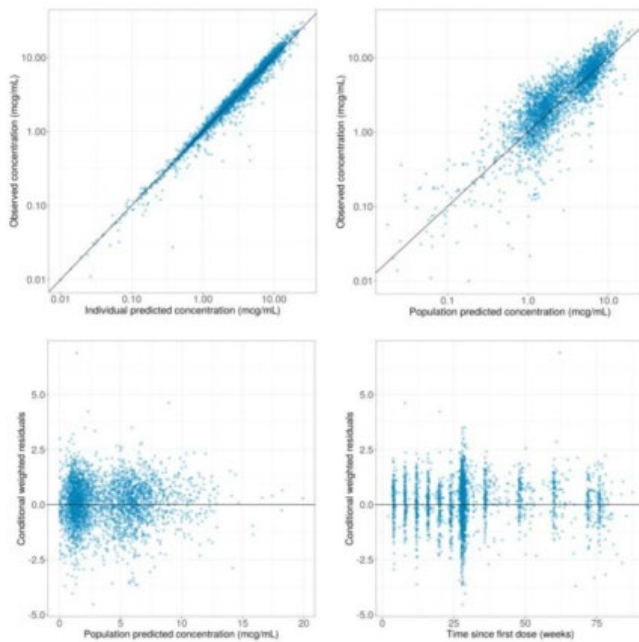 10.00
1.00
0.10
0.01
Observed concentration (mcg/mL)
0.01 0.10 1.00 10.00
Individual predicted concentration (mcg/mL)
10.00
1.00
0.10
0.01
Observed concentration (mcg/mL)
0.1 1.0 10.0
Population predicted concentration (mcg/mL)
5.0
2.5
0.0
-2.5
-5.0
Conditional weighted residuals
0 5 10 15 20
Population predicted concentration (mcg/mL)
5.0
2.5
0.0
-2.5
-5.0
Conditional weighted residuals
0 25 50 75
Time since first dose (weeks)